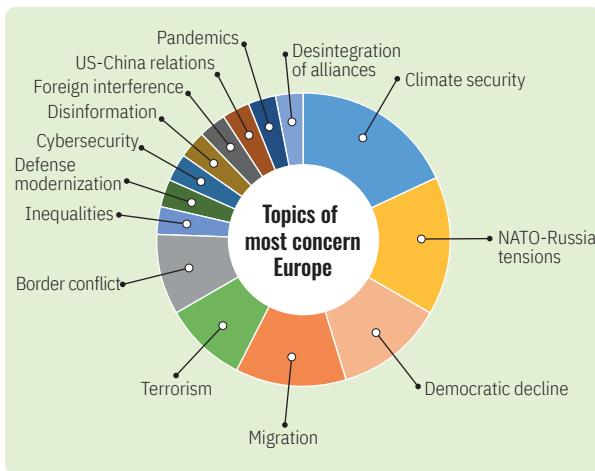 Pandemics
US-China relations
Foreign interference
Disinformation
Cybersecurity
Defense
modernization
Inequalities
Border conflict
Terrorism
Migration
Democratic decline
NATO-Russia
tensions
Climate security
Desintegration
of alliances
Topics of
most concern
Europe